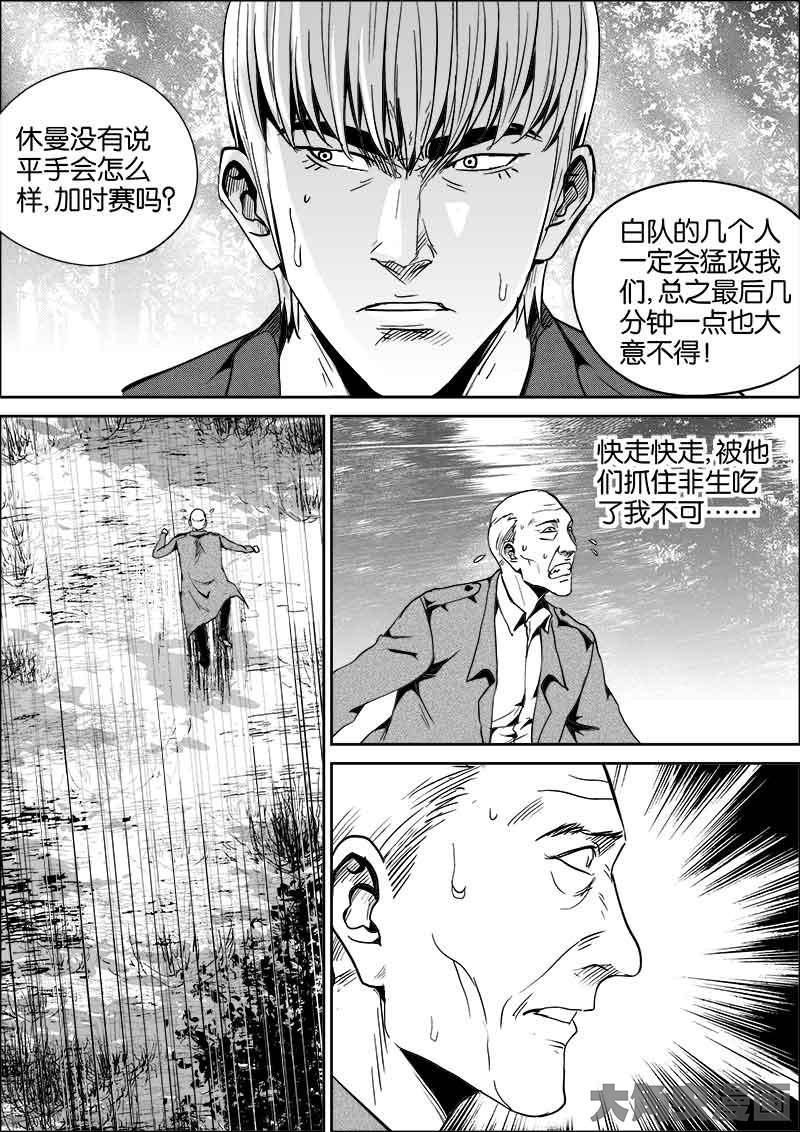 休曼没有说
平手会怎么
样,加时赛吗?
白队的几个人
一定会猛攻我
们,总之最后几
分钟一点也大
意不得!
快走快走,被他
们抓住非生吃
了我不可……